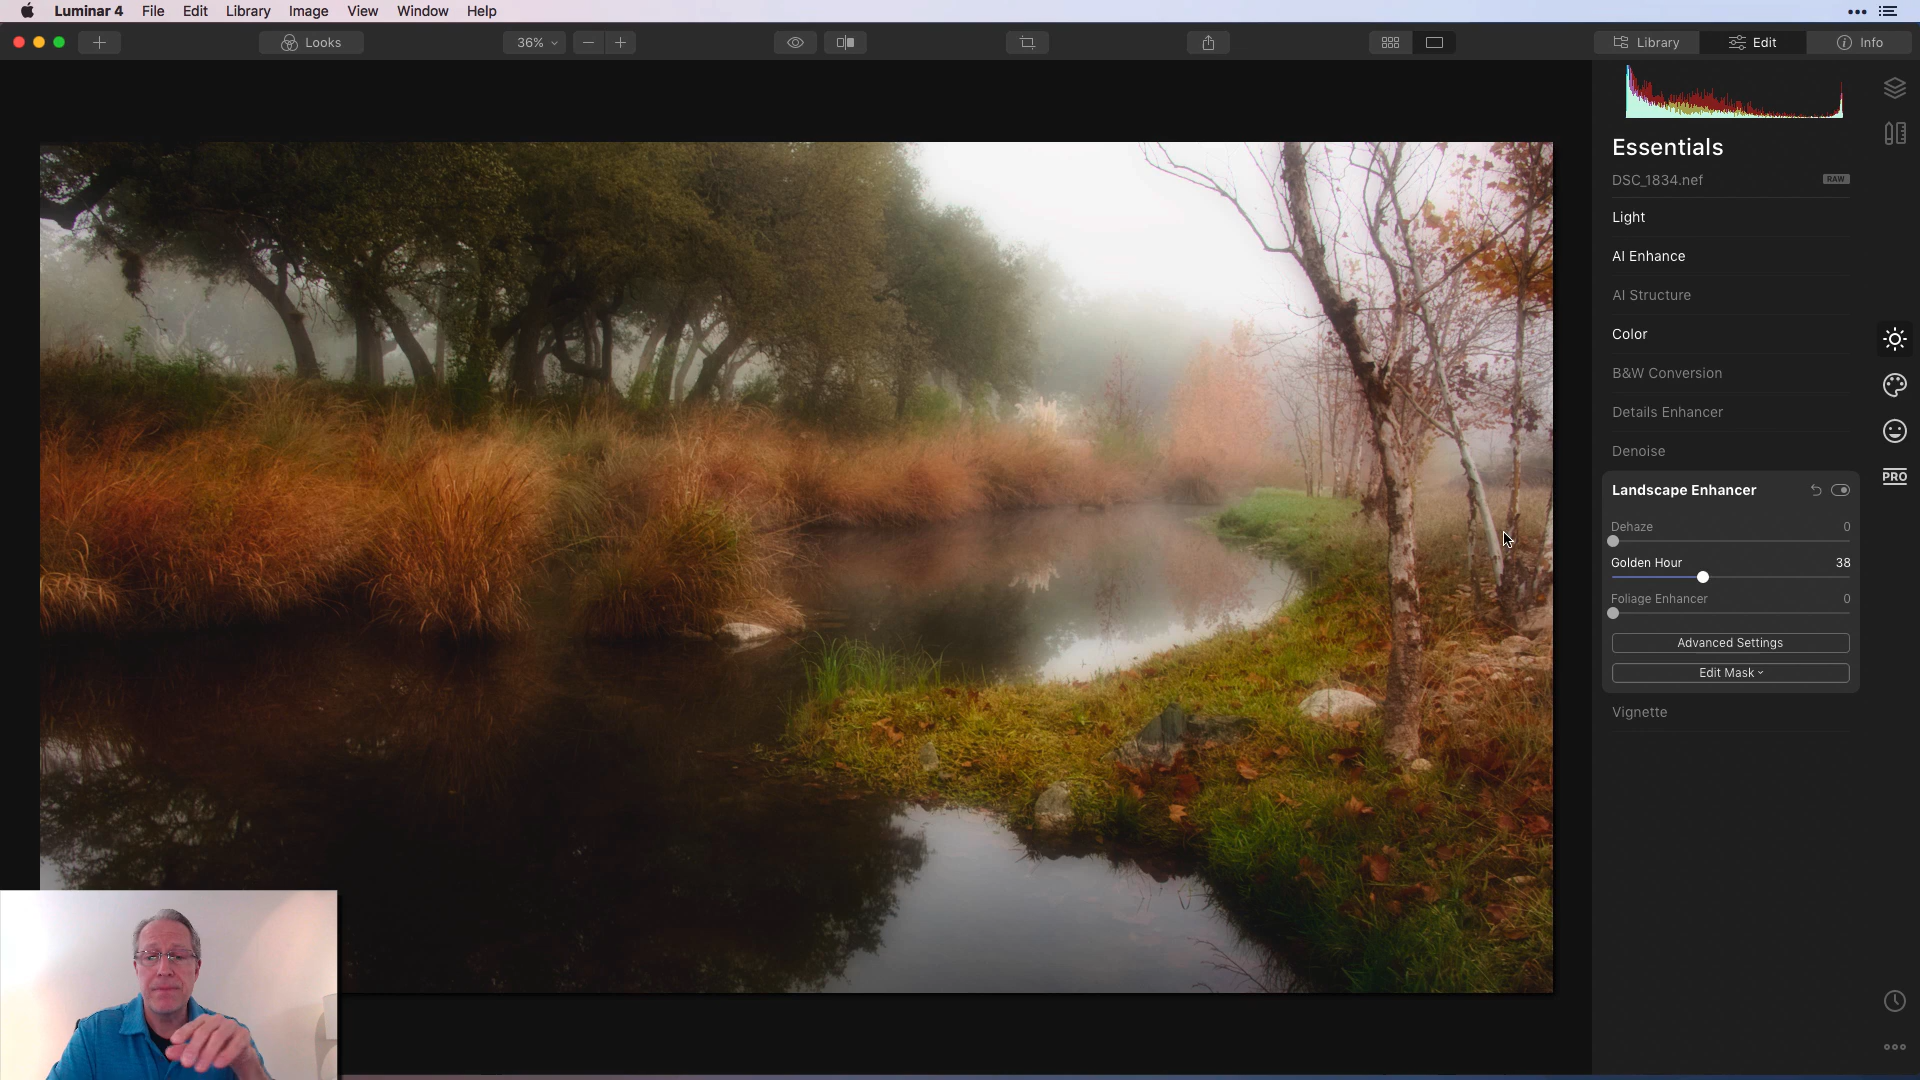 Luminar 4 File Edit Library Image View Window Help
Looks 36% Library Edit Info
Essentials
DSC_1834.nef RAW
Light
AI Enhance
AI Structure
Color
B&W Conversion
Details Enhancer
Denoise
PRO
Landscape Enhancer
Dehaze 0
Golden Hour 38
Foliage Enhancer 0
Advanced Settings
Edit Mask
Vignette